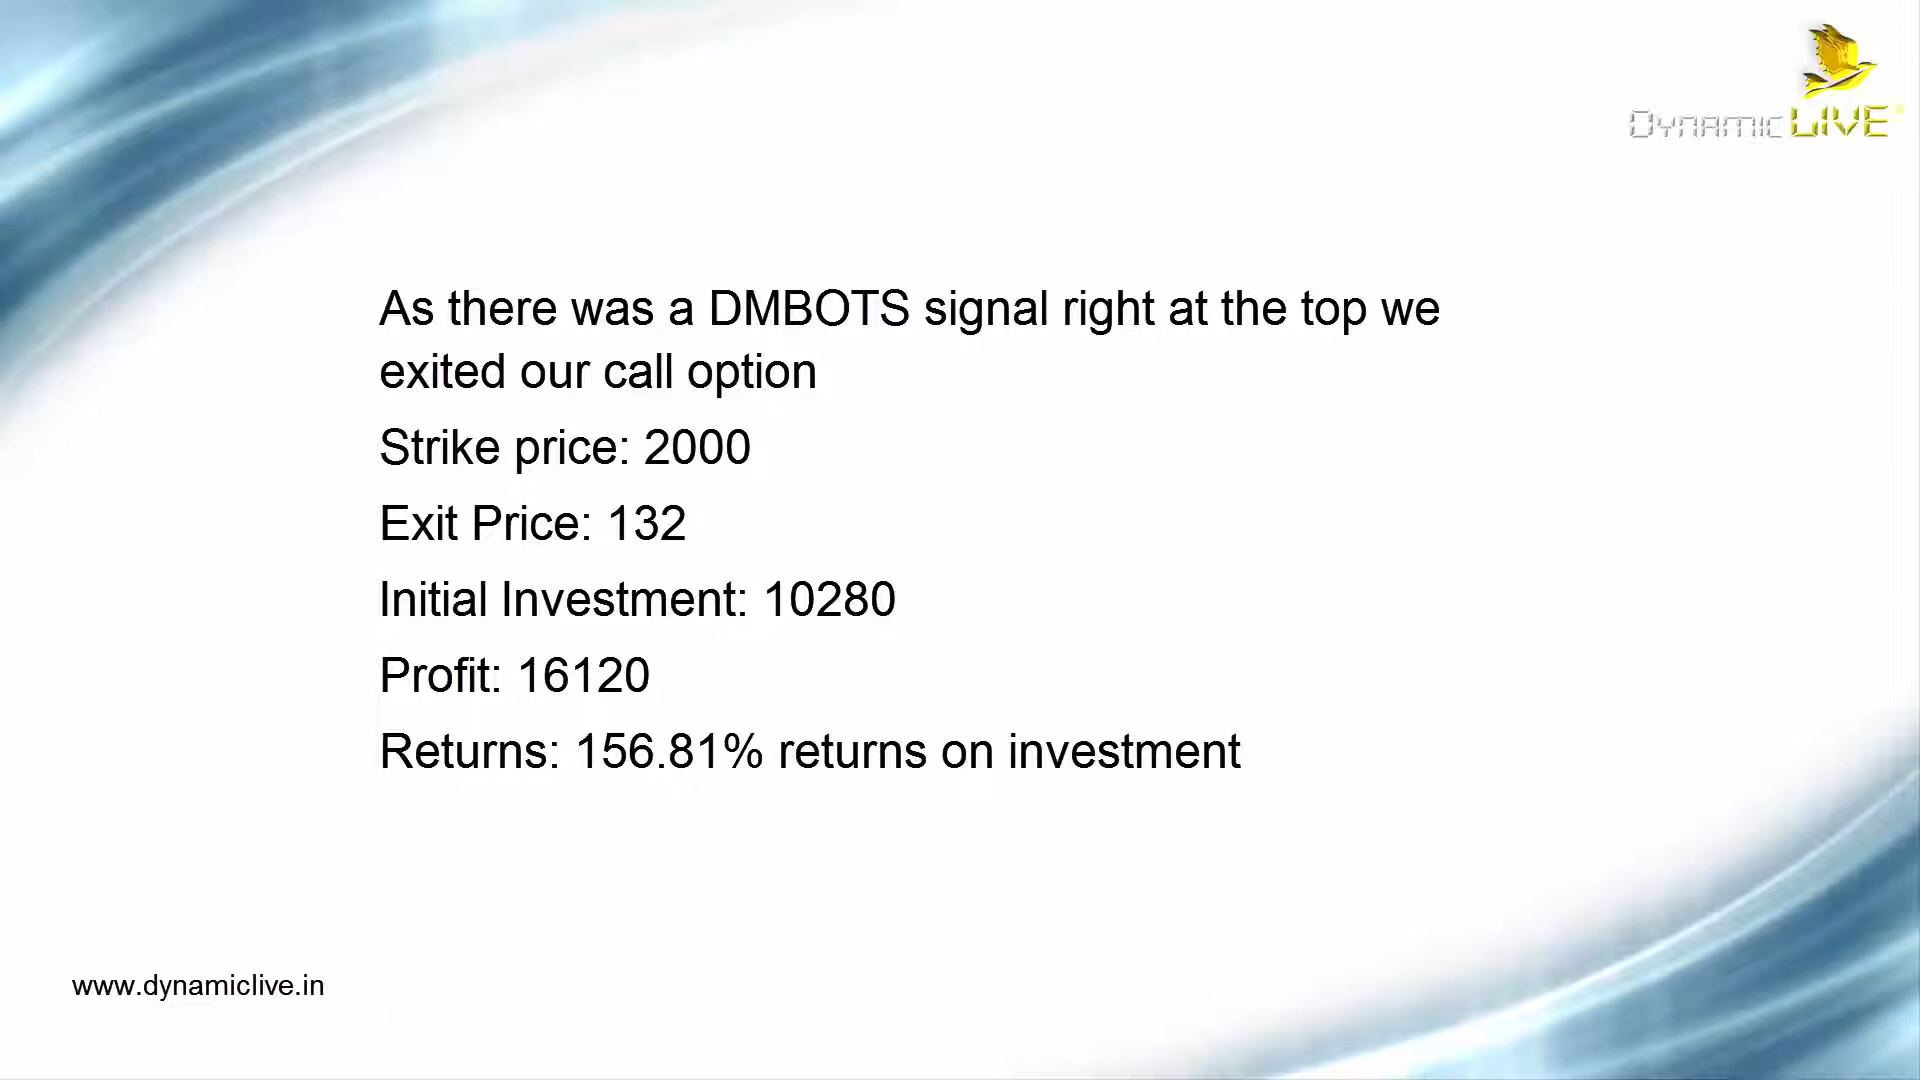 DYNAMIC LIVE
As there was a DMBOTS signal right at the top we
exited our call option
Strike price: 2000
Exit Price: 132
Initial Investment: 10280
Profit: 16120
Returns: 156.81% returns on investment
www.dynamiclive.in